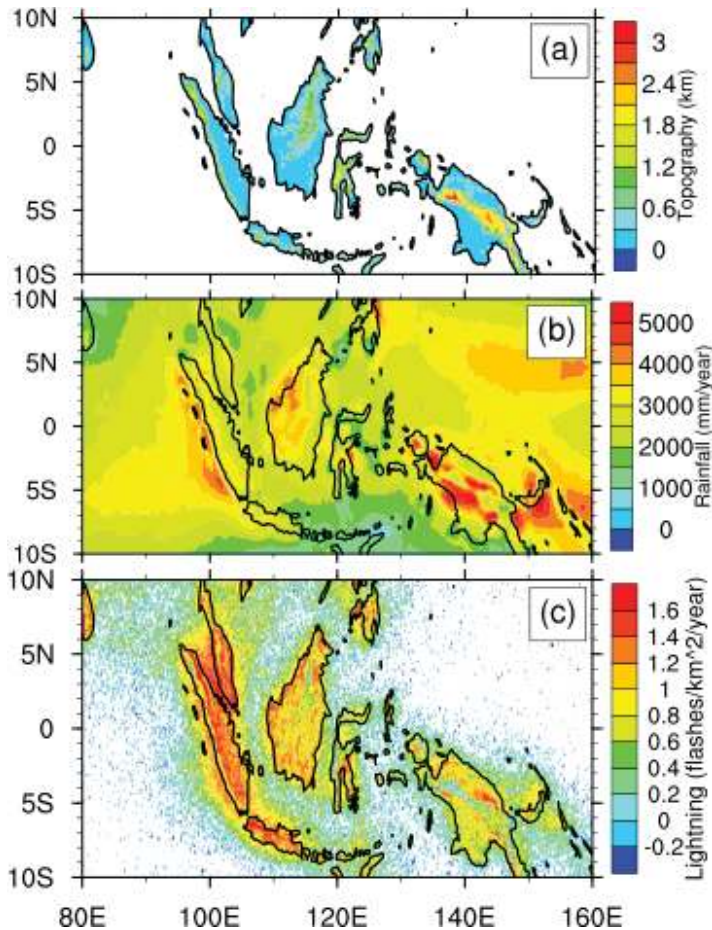 10N
5N
0
5S
10S
(a)
3
2.4
1.8
1.2
0.6
0
Topography (km)
10N
5N
0
5S
10S
(b)
5000
4000
3000
2000
1000
0
Rainfall (mm/year)
10N
5N
0
5S
10S
(c)
1.6
1.4
1.2
1
0.8
0.6
0.4
0.2
0
-0.2
Lightning (flashes/km^2/year)
80E 100E 120E 140E 160E